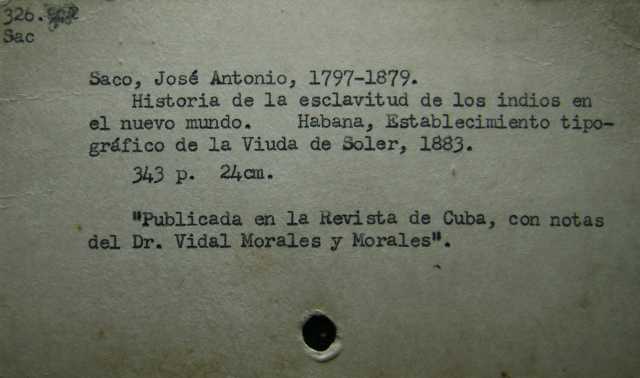 326.
Sac
Saco, José Antonio, 1797-1879.
Historia de la esclavitud de los indios en
el nuevo mundo. Habana, Establecimiento tipo-
gráfico de la Viuda de Soler, 1883.
343 p. 24cm.
"Publicada en la Revista de Cuba, con notas
del Dr. Vidal Morales y Morales".